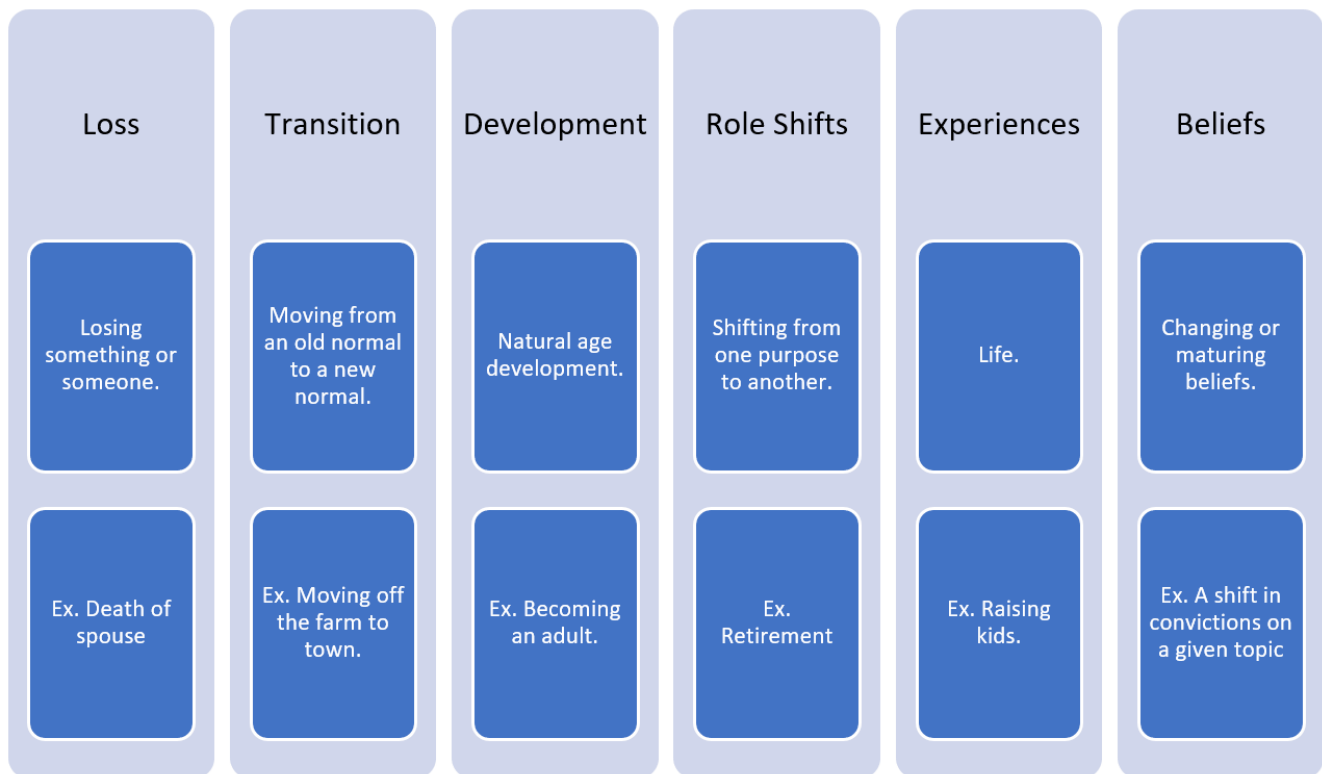 Loss
Losing
something or
someone.
Ex. Death of
spouse
Transition
Moving from
an old normal
to a new
normal.
Ex. Moving off
the farm to
town.
Development
Natural age
development.
Ex. Becoming
an adult.
Role Shifts
Shifting from
one purpose
to another.
Ex.
Retirement
Experiences
Life.
Ex. Raising
kids.
Beliefs
Changing or
maturing
beliefs.
Ex. A shift in
convictions on
a given topic